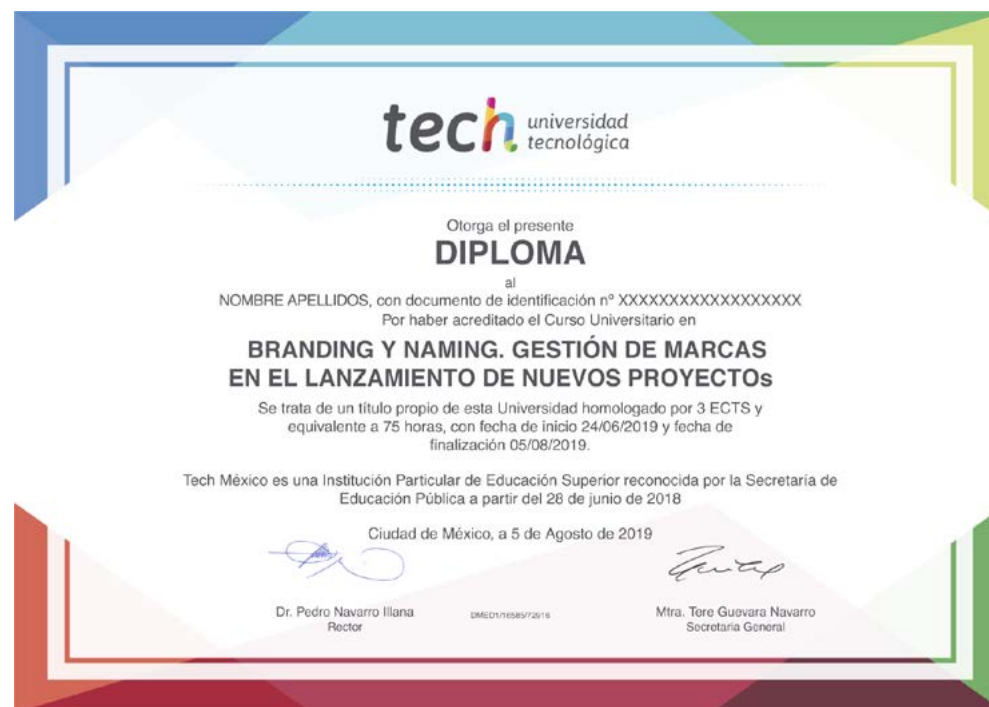 tech universidad
tecnológica
Otorga el presente
DIPLOMA
al
NOMBRE APELLIDOS, con documento de identificación nº XXXXXXXXXXXXXXXXXX
Por haber acreditado el Curso Universitario en
BRANDING Y NAMING. GESTIÓN DE MARCAS
EN EL LANZAMIENTO DE NUEVOS PROYECTOs
Se trata de un título propio de esta Universidad homologado por 3 ECTS y
equivalente a 75 horas, con fecha de inicio 24/06/2019 y fecha de
finalización 05/08/2019.
Tech México es una Institución Particular de Educación Superior reconocida por la Secretaría de
Educación Pública a partir del 28 de junio de 2018
Ciudad de México, a 5 de Agosto de 2019
Dr. Pedro Navarro Illana
Rector
Mtra. Tere Guevara Navarro
Secretaria General